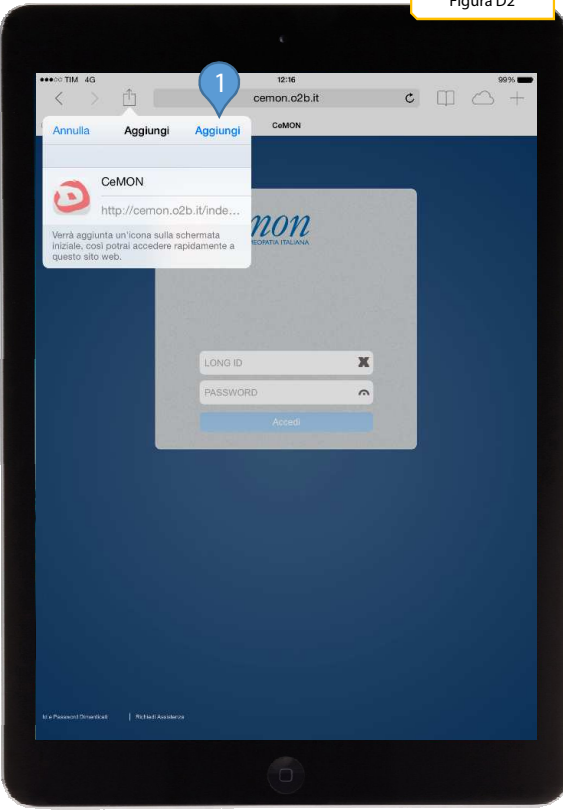 Figura D2
TIM 4G 12:16 99%
cemon.o2b.it
CeMON
1
Annulla Aggiungi Aggiungi
CeMON
http://cemon.o2b.it/inde...
Verrà aggiunta un'icona sulla schermata
iniziale, così potrai accedere rapidamente a
questo sito web.
mon
EOPATIA ITALIANA
LONG ID
PASSWORD
Accedi
Id e Password Dimenticati | Richiedi Assistenza